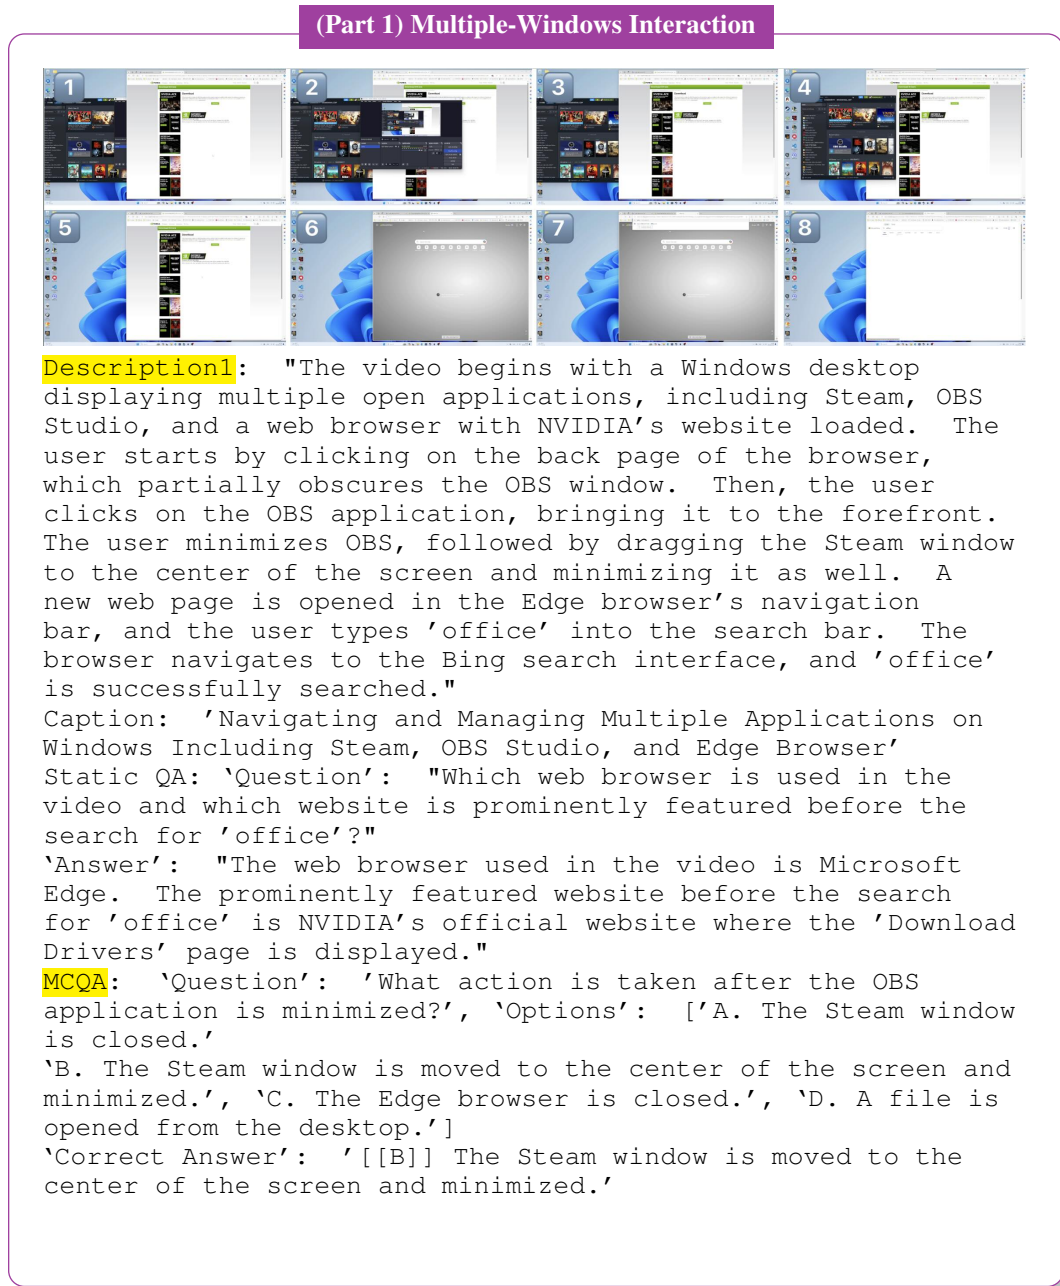 (Part 1) Multiple-Windows Interaction
1 2 3 4
5 6 7 8
Description1: "The video begins with a Windows desktop
displaying multiple open applications, including Steam, OBS
Studio, and a web browser with NVIDIA's website loaded. The
user starts by clicking on the back page of the browser,
which partially obscures the OBS window. Then, the user
clicks on the OBS application, bringing it to the forefront.
The user minimizes OBS, followed by dragging the Steam window
to the center of the screen and minimizing it as well. A
new web page is opened in the Edge browser's navigation
bar, and the user types 'office' into the search bar. The
browser navigates to the Bing search interface, and 'office'
is successfully searched."
Caption: 'Navigating and Managing Multiple Applications on
Windows Including Steam, OBS Studio, and Edge Browser'
Static QA: 'Question': "Which web browser is used in the
video and which website is prominently featured before the
search for 'office'?"
'Answer': "The web browser used in the video is Microsoft
Edge. The prominently featured website before the search
for 'office' is NVIDIA's official website where the 'Download
Drivers' page is displayed."
MCQA: 'Question': 'What action is taken after the OBS
application is minimized?', 'Options': ['A. The Steam window
is closed.'
'B. The Steam window is moved to the center of the screen and
minimized.', 'C. The Edge browser is closed.', 'D. A file is
opened from the desktop.']
'Correct Answer': '[[B]] The Steam window is moved to the
center of the screen and minimized.'